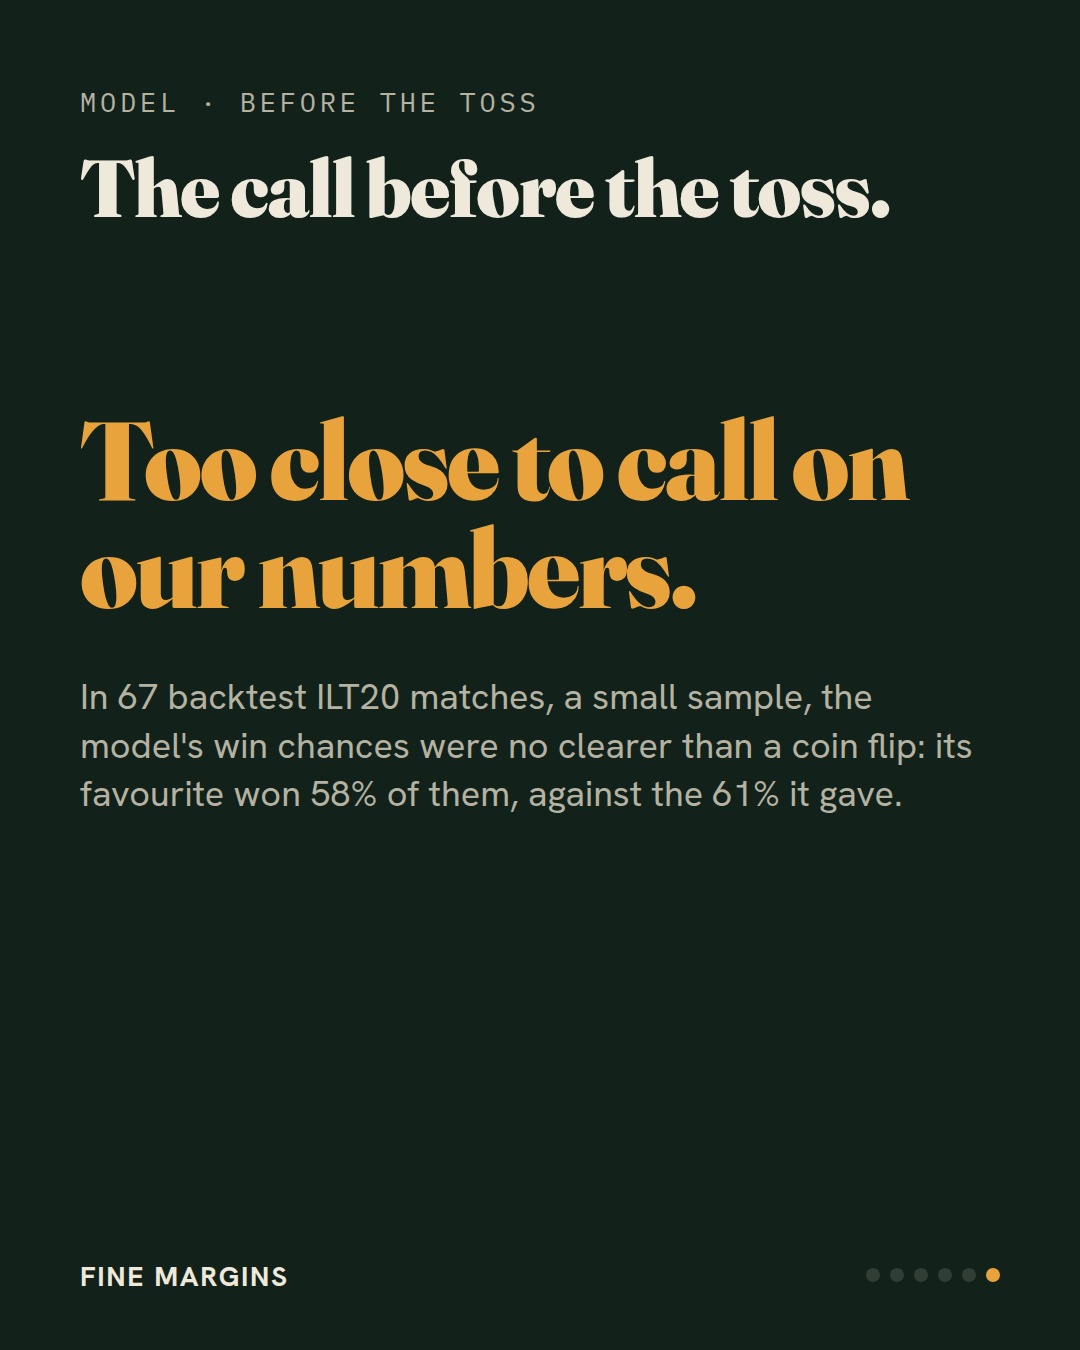 MODEL · BEFORE THE TOSS
The call before the toss.
Too close to call on
our numbers.
In 67 backtest ILT20 matches, a small sample, the
model's win chances were no clearer than a coin flip: its
favourite won 58% of them, against the 61% it gave.
FINE MARGINS